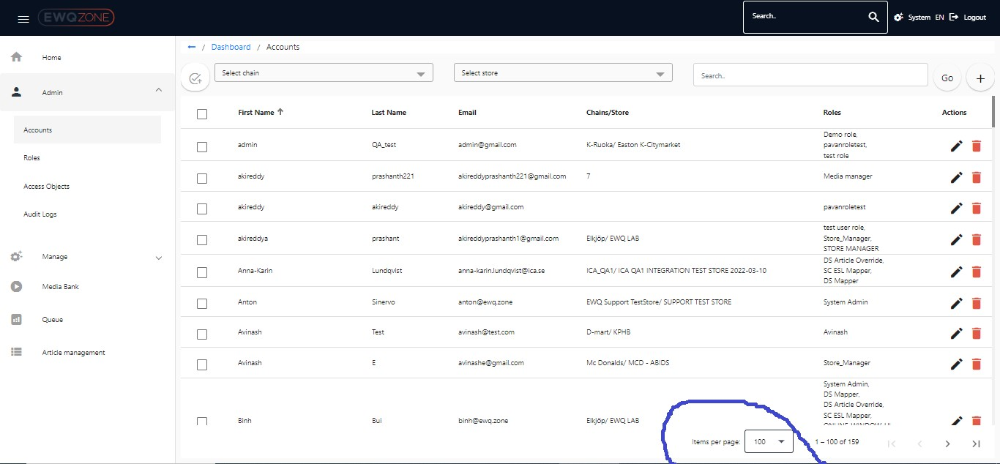 EWQZONE
Search..
System EN Logout
Home
Admin
Accounts
Roles
Access Objects
Audit Logs
Manage
Media Bank
Queue
Article management
/ Dashboard / Accounts
Select chain
Select store
Search..
Go
First Name Last Name Email Chains/Store Roles Actions
admin QA_test admin@gmail.com K-Ruoka/ Easton K-Citymarket Demo role,
pavanroletest,
test role
akireddy prashanth221 akireddyprashanth221@gmail.com 7 Media manager
akireddy akireddy akireddy@gmail.com pavanroletest
akireddya prashant akireddyprashanth1@gmail.com Elkjöp/ EWQ LAB test user role,
Store_Manager,
STORE MANAGER
Anna-Karin Lundqvist anna-karin.lundqvist@ica.se ICA_QA1/ ICA QA1 INTEGRATION TEST STORE 2022-03-10 DS Article Override,
SC ESL Mapper,
DS Mapper
Anton Sinervo anton@ewq.zone EWQ Support TestStore/ SUPPORT TEST STORE System Admin
Avinash Test avinash@test.com D-mart/ KPHB Avinash
Avinash E avinashe@gmail.com Mc Donalds/ MCD - ABIDS Store_Manager
Binh Bui binh@ewq.zone Elkjöp/ EWQ LAB System Admin,
DS Mapper,
DS Article Override,
SC ESL Mapper,
Items per page: 100 1 – 100 of 159